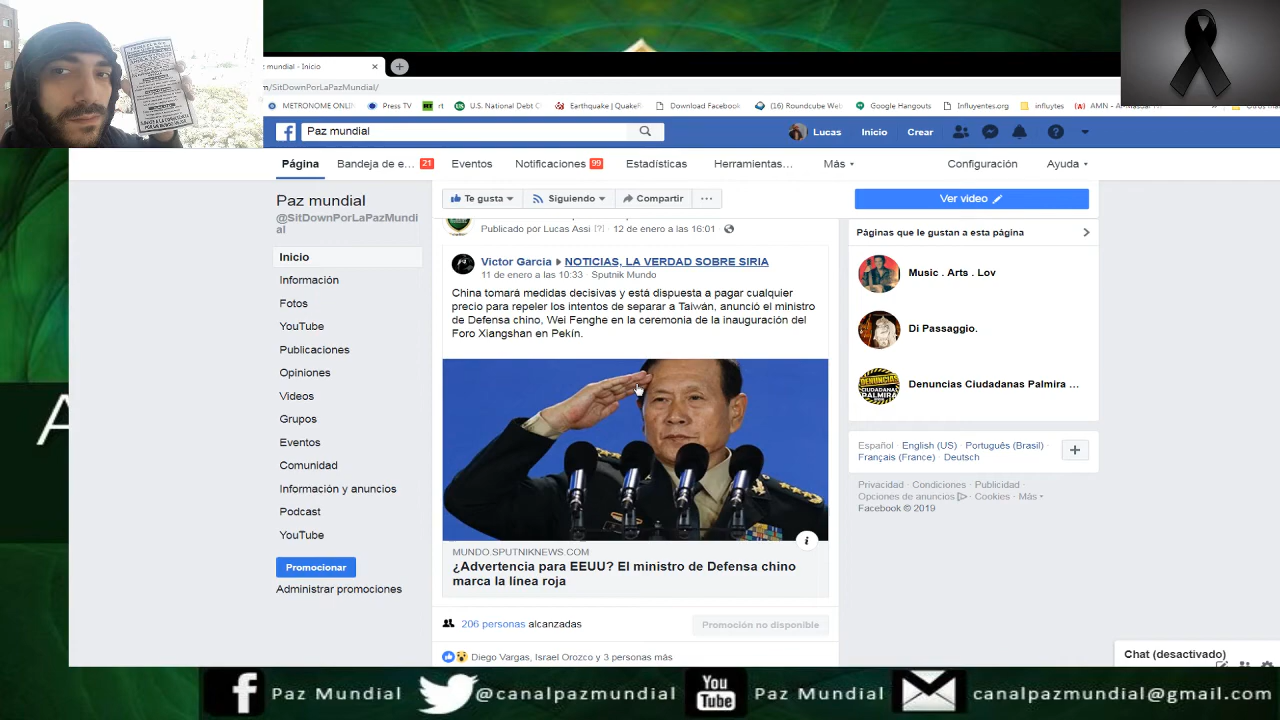 mundial - Inicio
/SitDownPorLaPazMundial/
METRONOME ONLIN
Press TV
rt
U.S. National Debt C
Earthquake | QuakeR
Download Facebook
(16) Roundcube Web
Google Hangouts
Influyentes.org
influytes
Paz mundial
Lucas
Inicio
Crear
Página
Bandeja de e... 21
Eventos
Notificaciones 99
Estadísticas
Herramientas...
Más
Configuración
Ayuda
Paz mundial
@SitDownPorLaPazMundi
al
Te gusta
Siguiendo
Compartir
...
Ver video
Inicio
Información
Fotos
YouTube
Publicaciones
Opiniones
Videos
Grupos
Eventos
Comunidad
Información y anuncios
Podcast
YouTube
Promocionar
Administrar promociones
Publicado por Lucas Assi [?] · 12 de enero a las 16:01
Victor Garcia NOTICIAS, LA VERDAD SOBRE SIRIA
11 de enero a las 10:33 · Sputnik Mundo
China tomará medidas decisivas y está dispuesta a pagar cualquier
precio para repeler los intentos de separar a Taiwán, anunció el ministro
de Defensa chino, Wei Fenghe en la ceremonia de la inauguración del
Foro Xiangshan en Pekín.
MUNDO.SPUTNIKNEWS.COM
¿Advertencia para EEUU? El ministro de Defensa chino
marca la línea roja
206 personas alcanzadas
Promoción no disponible
Diego Vargas, Israel Orozco y 3 personas más
Páginas que le gustan a esta página
Music . Arts . Lov
Di Passaggio.
DENUNCIAS
CIUDADANAS
PALMIRA
Denuncias Ciudadanas Palmira ...
Español · English (US) · Português (Brasil) ·
Français (France) · Deutsch
Privacidad · Condiciones · Publicidad ·
Opciones de anuncios · Cookies · Más
Facebook © 2019
Chat (desactivado)
A
Paz Mundial
@canalpazmundial
You
Tube
Paz Mundial
canalpazmundial@gmail.com